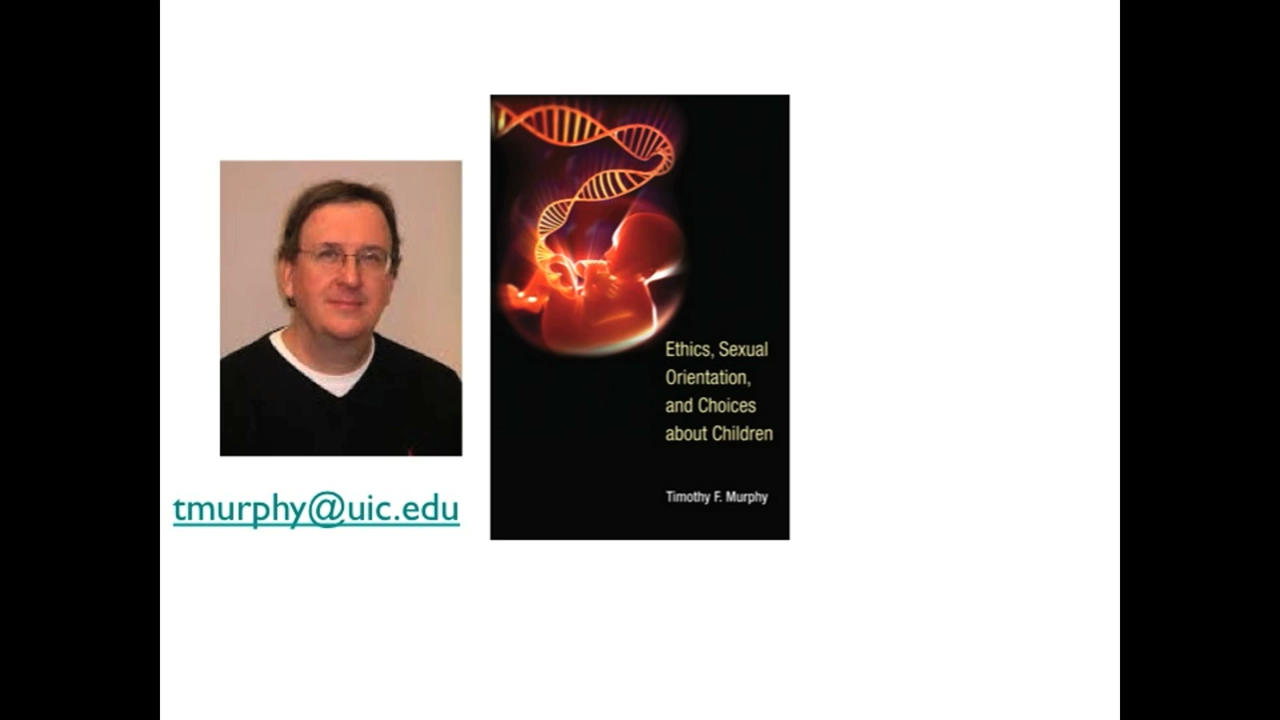 tmurphy@uic.edu
Ethics, Sexual
Orientation,
and Choices
about Children
Timothy F. Murphy